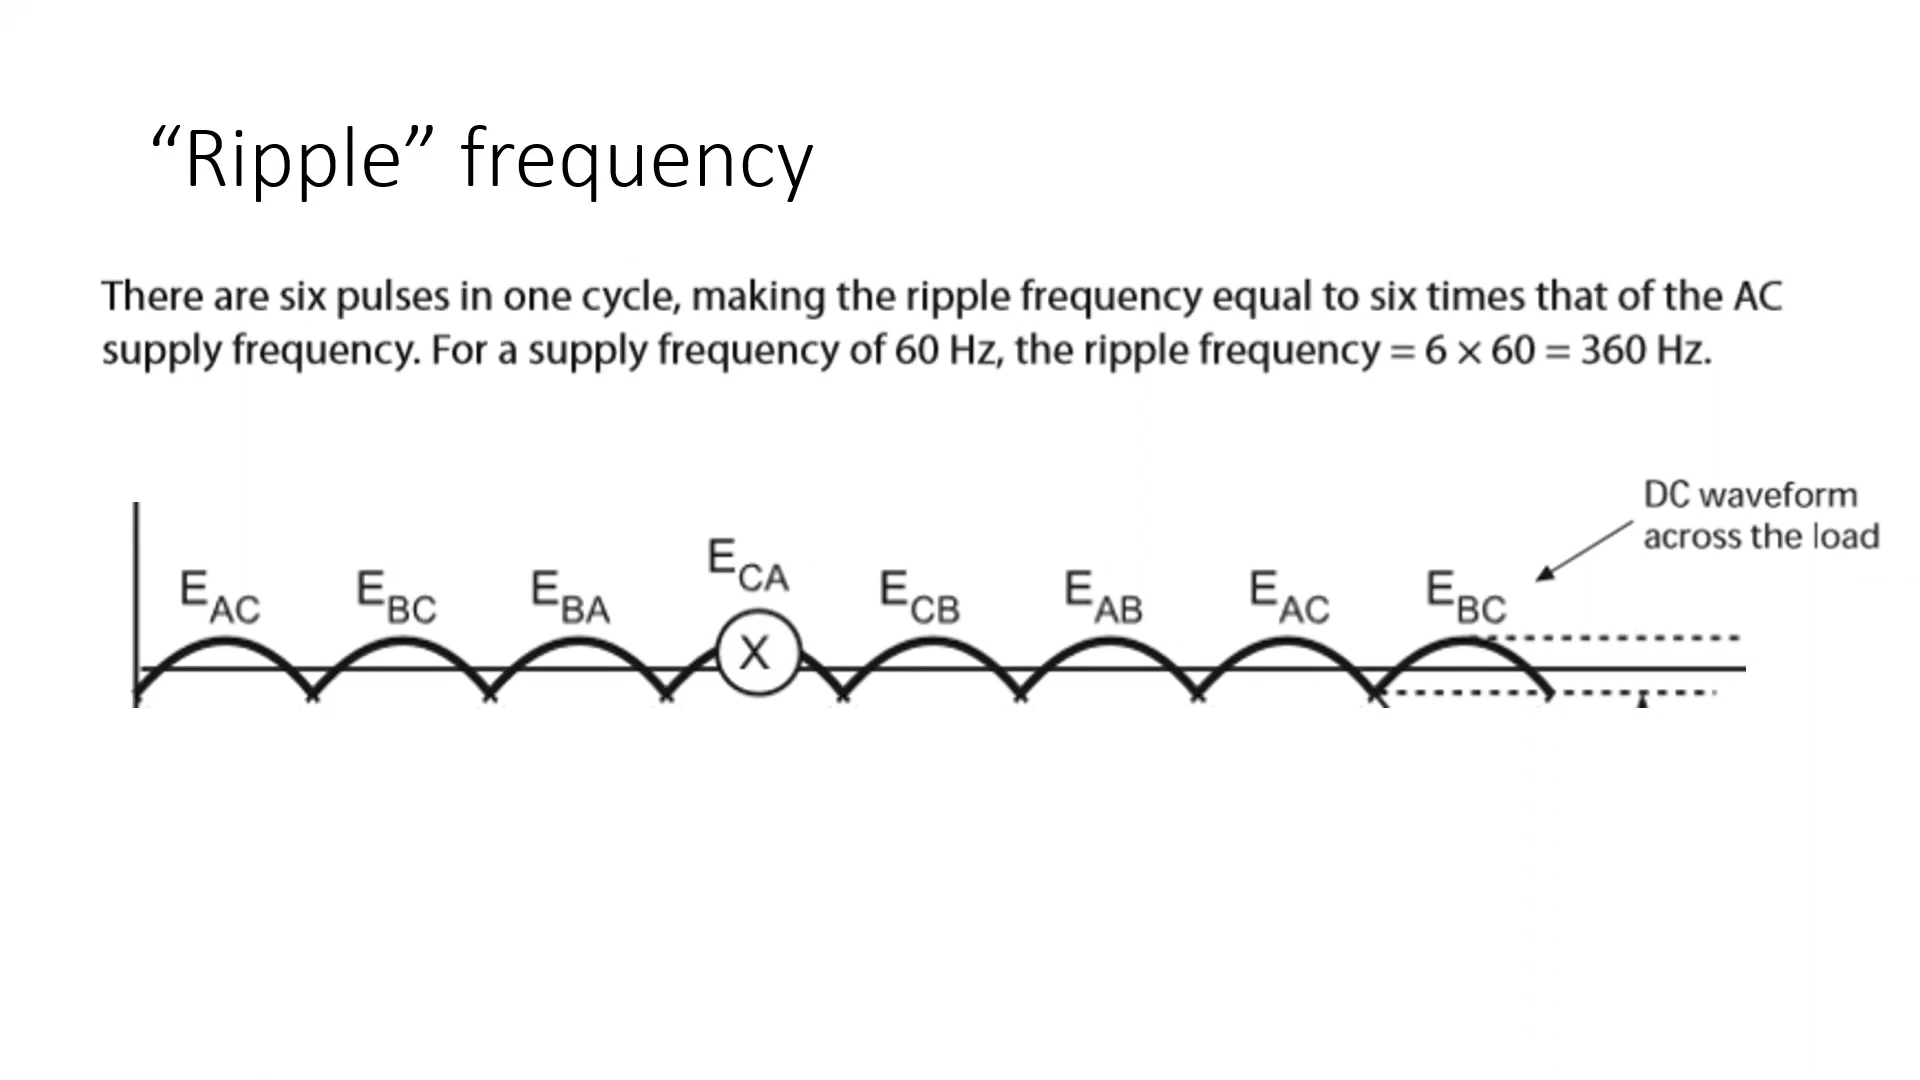 “Ripple” frequency
There are six pulses in one cycle, making the ripple frequency equal to six times that of the AC
supply frequency. For a supply frequency of 60 Hz, the ripple frequency = 6 × 60 = 360 Hz.
DC waveform
across the load
E_AC E_BC E_BA E_CA E_CB E_AB E_AC E_BC
X